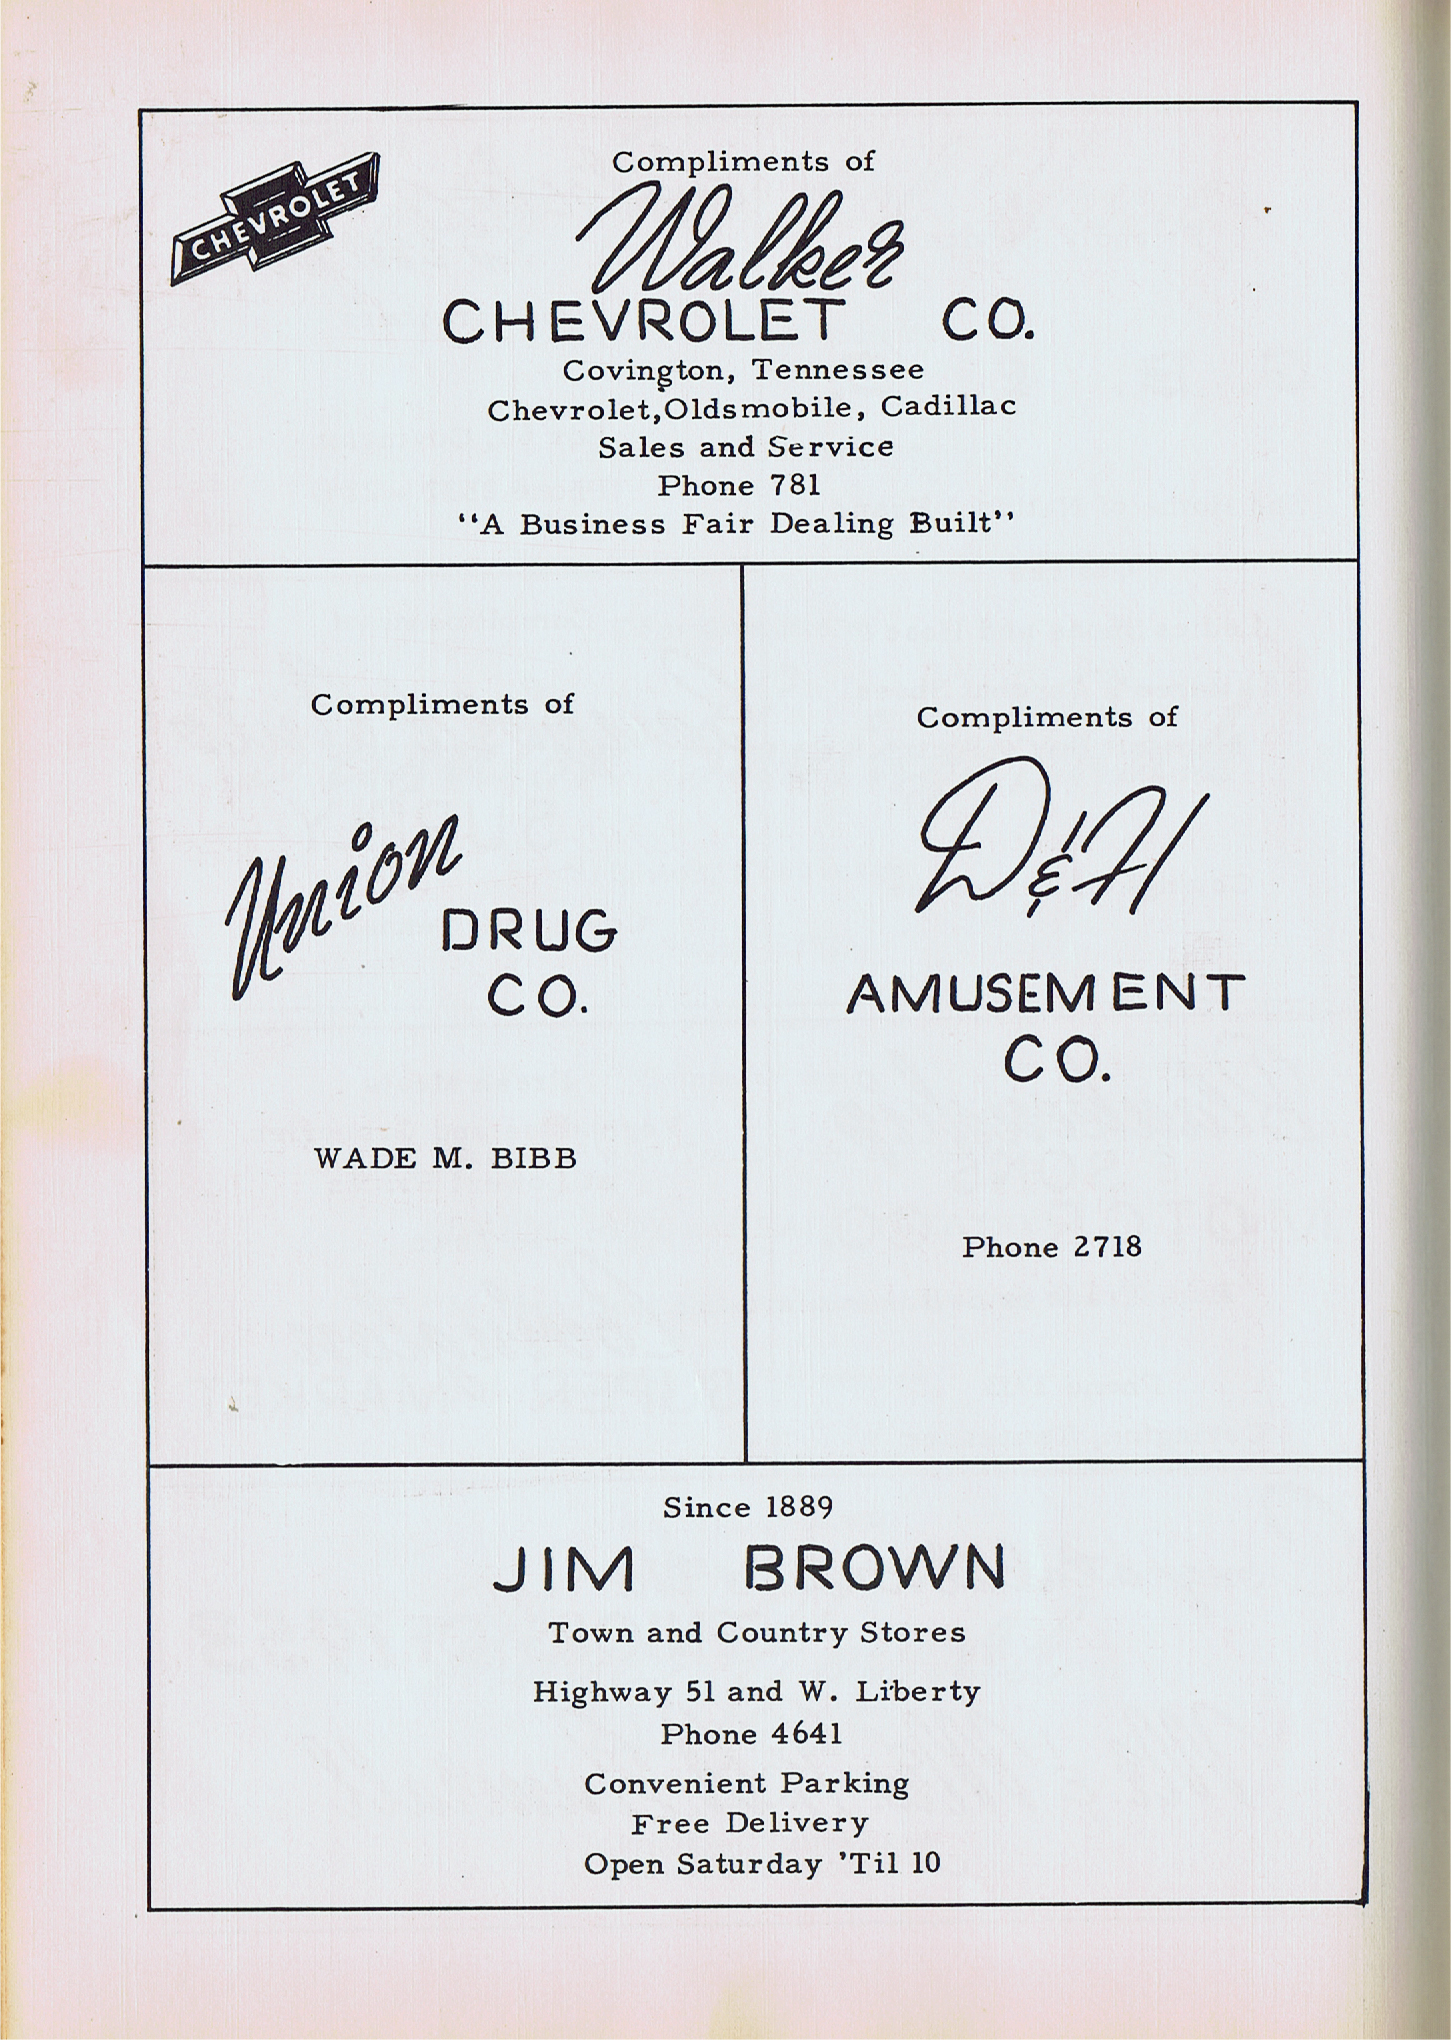 CHEVROLET
Compliments of
Walker
CHEVROLET CO.
Covington, Tennessee
Chevrolet,Oldsmobile, Cadillac
Sales and Service
Phone 781
"A Business Fair Dealing Built"
Compliments of
Union
DRUG
CO.
WADE M. BIBB
Compliments of
D&H
AMUSEMENT
CO.
Phone 2718
Since 1889
JIM BROWN
Town and Country Stores
Highway 51 and W. Liberty
Phone 4641
Convenient Parking
Free Delivery
Open Saturday 'Til 10